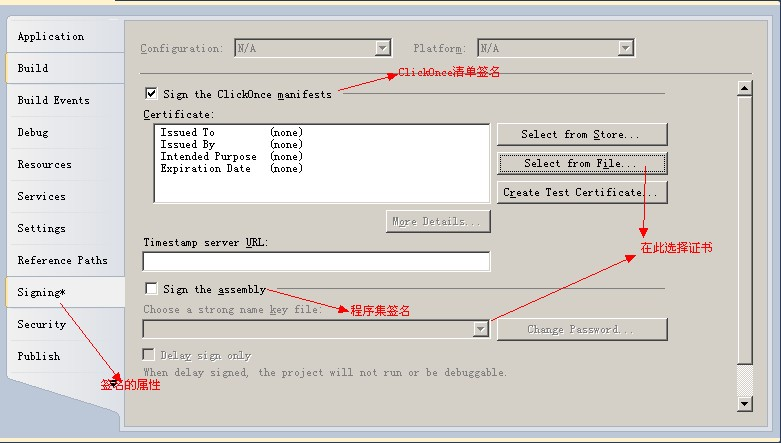 Application
Build
Build Events
Debug
Resources
Services
Settings
Reference Paths
Signing*
Security
Publish
签名的属性
Configuration: N/A Platform: N/A
ClickOnce清单签名
Sign the ClickOnce manifests
Certificate:
Issued To (none)
Issued By (none)
Intended Purpose (none)
Expiration Date (none)
Select from Store...
Select from File...
Create Test Certificate...
More Details...
在此选择证书
Timestamp server URL:
Sign the assembly
程序集签名
Choose a strong name key file:
Change Password...
Delay sign only
When delay signed, the project will not run or be debuggable.